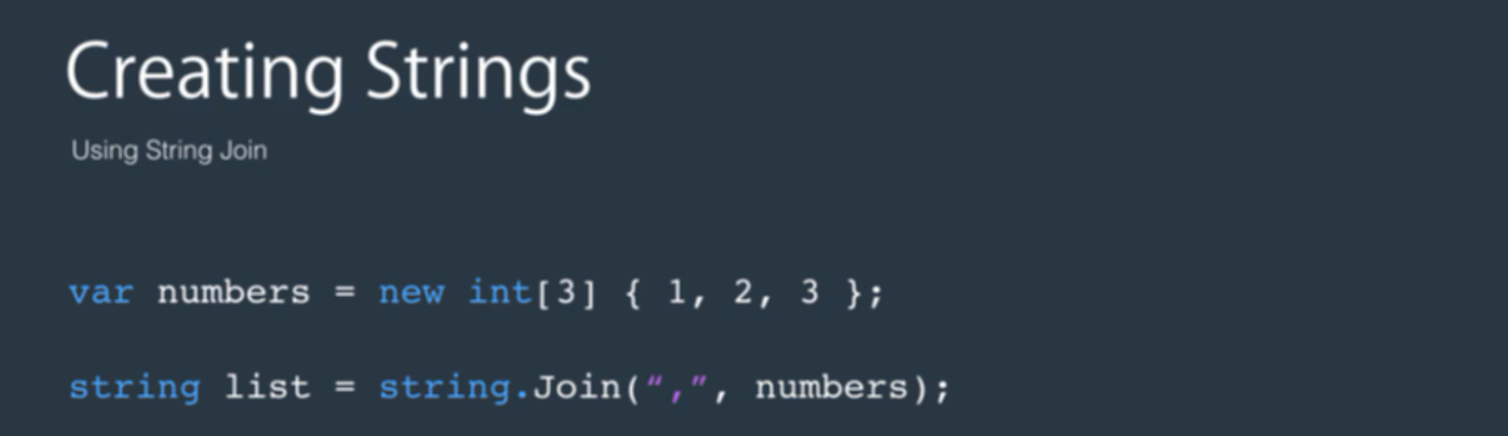 Creating Strings
Using String Join
var numbers = new int[3] { 1, 2, 3 };
string list = string.Join(“,”, numbers);